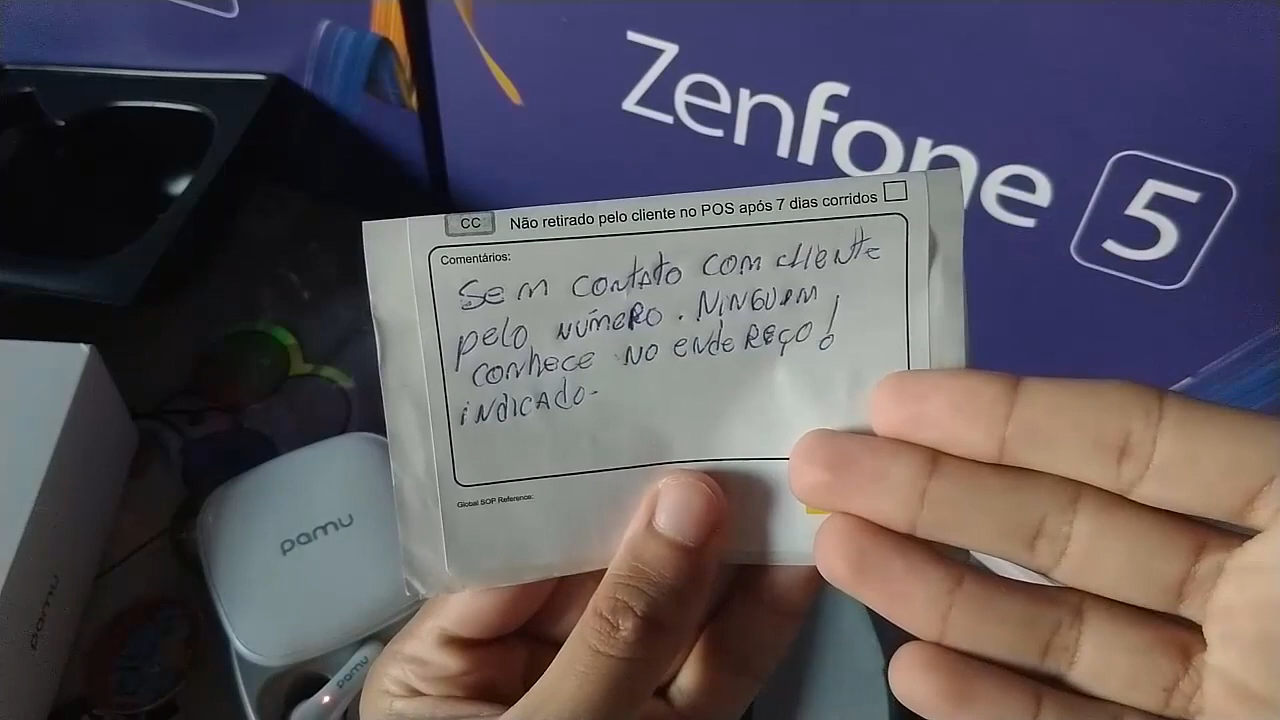 Zenfone 5
CC Não retirado pelo cliente no POS após 7 dias corridos
Comentários:
Sem contato com cliente
pelo número. Ninguem
conhece no endereço!
indicado-
Global SOP Reference:
pamu
pamu
pamu